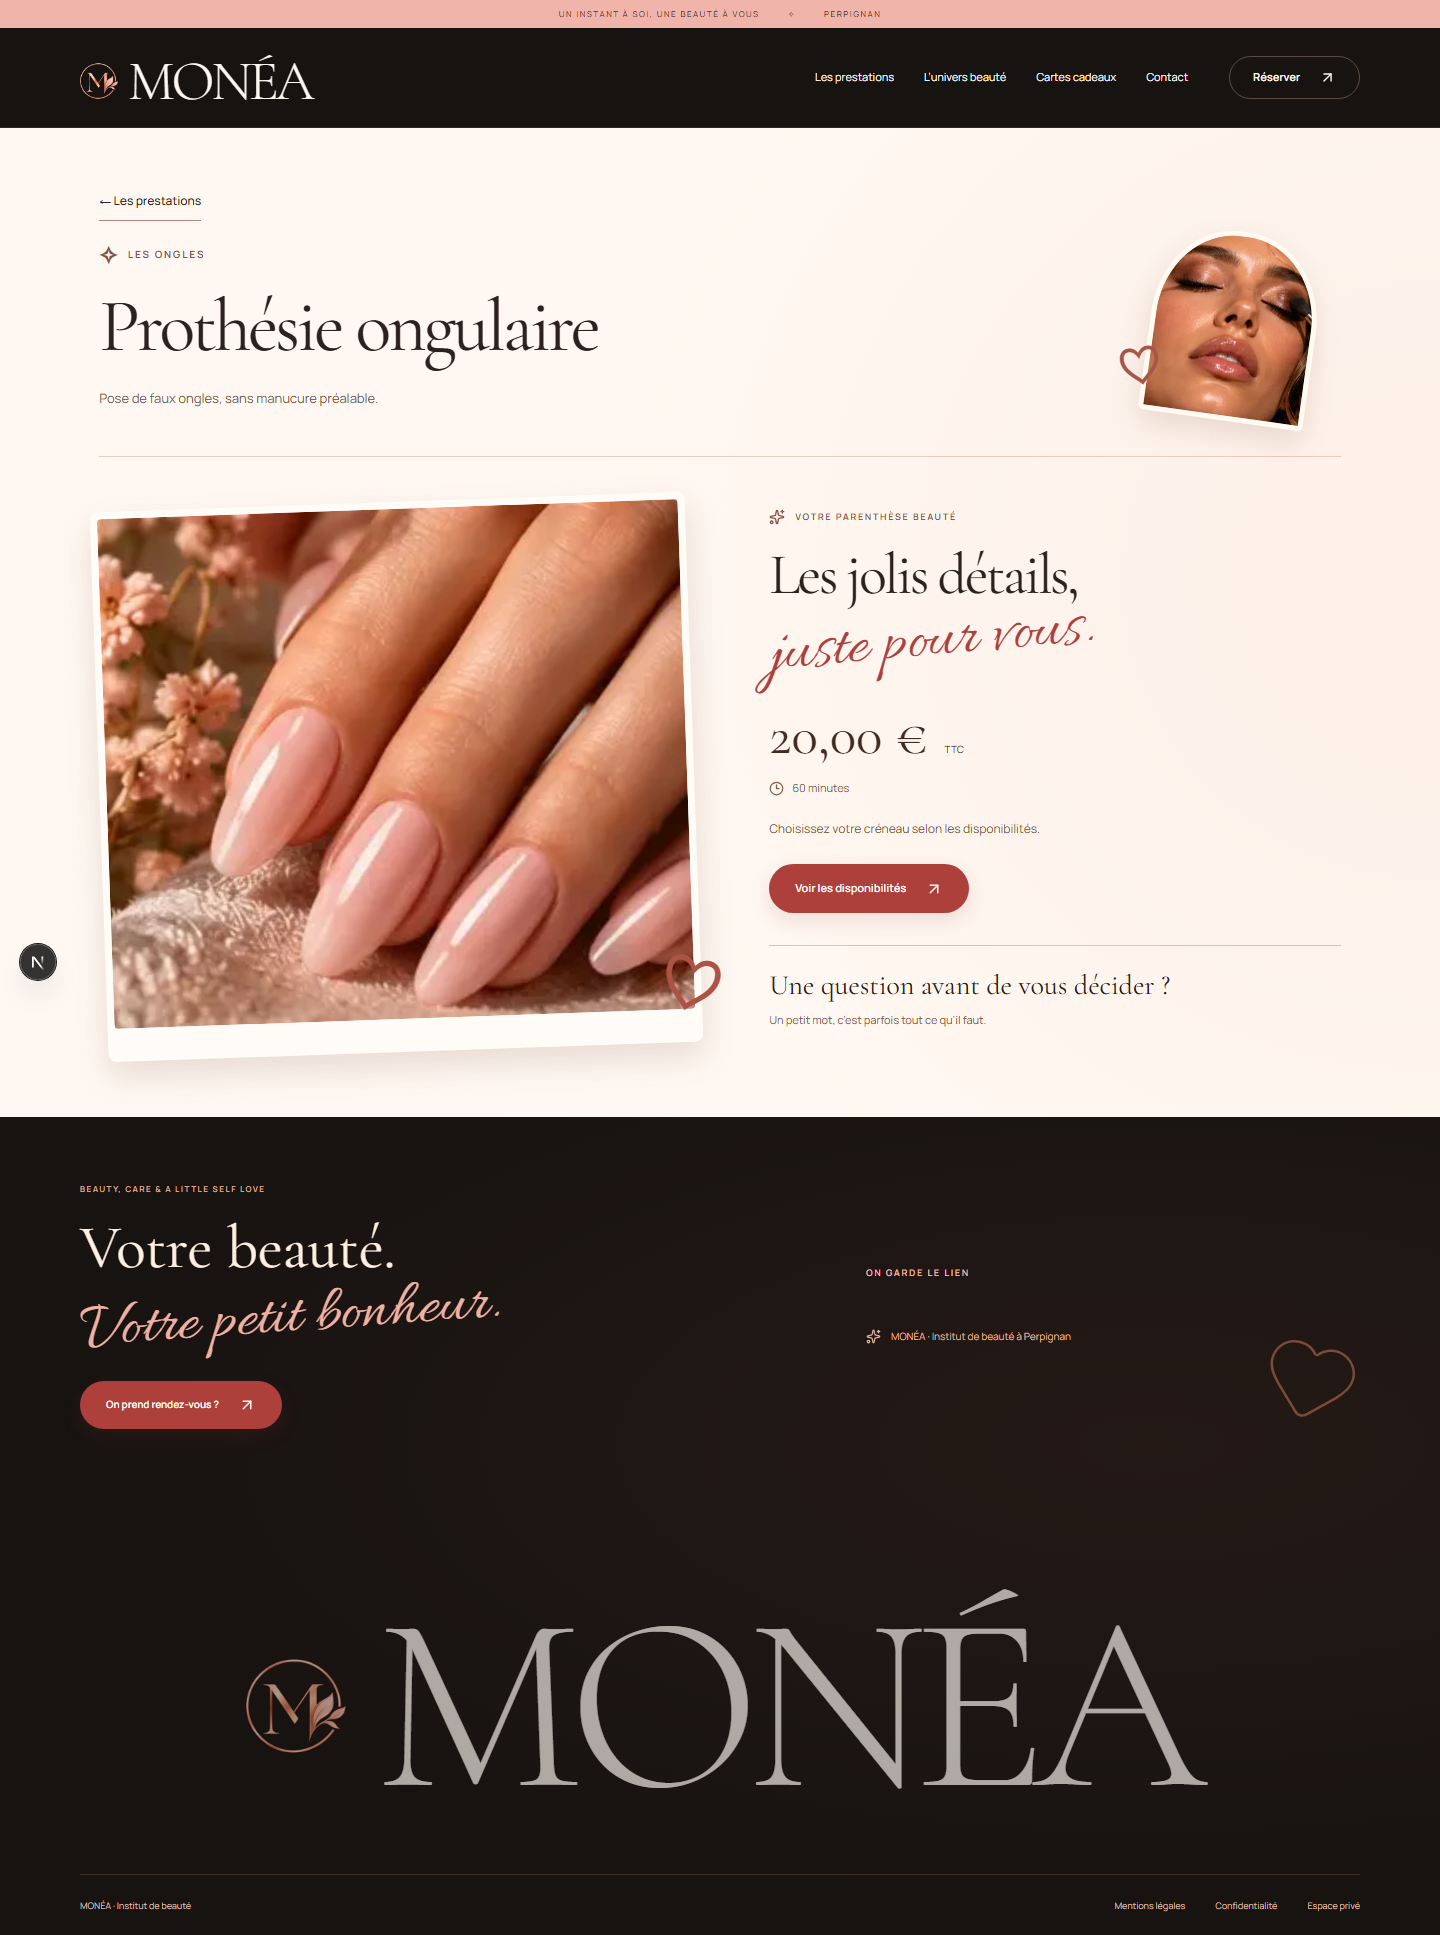 UN INSTANT À SOI, UNE BEAUTÉ À VOUS ✧ PERPIGNAN
M MONÉA
Les prestations L'univers beauté Cartes cadeaux Contact Réserver
← Les prestations
LES ONGLES
Prothésie ongulaire
Pose de faux ongles, sans manucure préalable.
VOTRE PARENTHÈSE BEAUTÉ
Les jolis détails,
juste pour vous.
20,00 € TTC
60 minutes
Choisissez votre créneau selon les disponibilités.
Voir les disponibilités
N
Une question avant de vous décider ?
Un petit mot, c'est parfois tout ce qu'il faut.
BEAUTY, CARE & A LITTLE SELF LOVE
Votre beauté.
Votre petit bonheur.
On prend rendez-vous ?
ON GARDE LE LIEN
MONÉA · Institut de beauté à Perpignan
M MONÉA
MONÉA · Institut de beauté
Mentions légales Confidentialité Espace privé